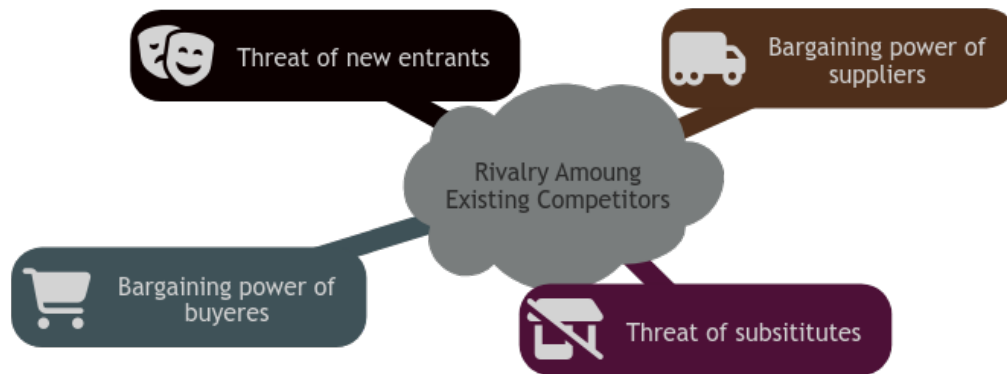 Threat of new entrants
Bargaining power of
suppliers
Rivalry Amoung
Existing Competitors
Bargaining power of
buyeres
Threat of subsititutes